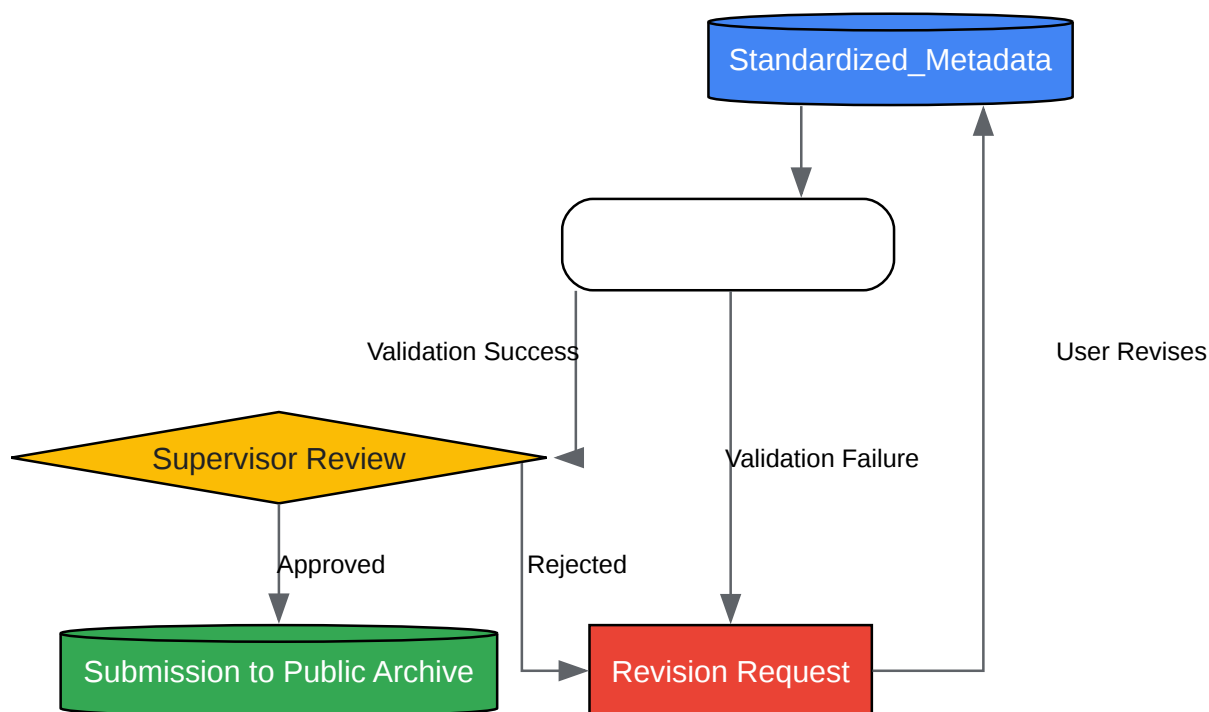 Standardized_Metadata
Validation Success
User Revises
Supervisor Review
Validation Failure
Approved
Rejected
Submission to Public Archive
Revision Request